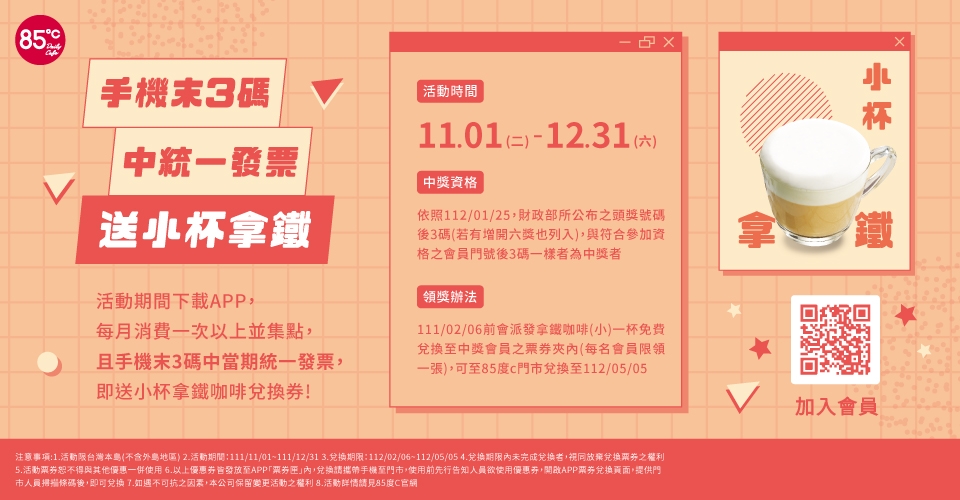 85°C
Daily
Cafe
手機末3碼
中統一發票
送小杯拿鐵
活動期間下載APP,
每月消費一次以上並集點,
且手機末3碼中當期統一發票,
即送小杯拿鐵咖啡兌換券!
活動時間
11.01(二)-12.31(六)
中獎資格
依照112/01/25,財政部所公布之頭獎號碼
後3碼(若有增開六獎也列入),與符合參加資
格之會員門號後3碼一樣者為中獎者
領獎辦法
111/02/06前會派發拿鐵咖啡(小)一杯免費
兌換至中獎會員之票券夾內(每名會員限領
一張),可至85度c門市兌換至112/05/05
小
杯
拿 鐵
加入會員
注意事項:1.活動限台灣本島(不含外島地區) 2.活動期間:111/11/01~111/12/31 3.兌換期限:112/02/06~112/05/05 4.兌換期限內未完成兌換者,視同放棄兌換票券之權利
5.活動票券恕不得與其他優惠一併使用 6.以上優惠券皆發放至APP「票券匣」內,兌換請攜帶手機至門市,使用前先行告知人員欲使用優惠券,開啟APP票券兌換頁面,提供門
市人員掃描條碼後,即可兌換 7.如遇不可抗之因素,本公司保留變更活動之權利 8.活動詳情請見85度C官網